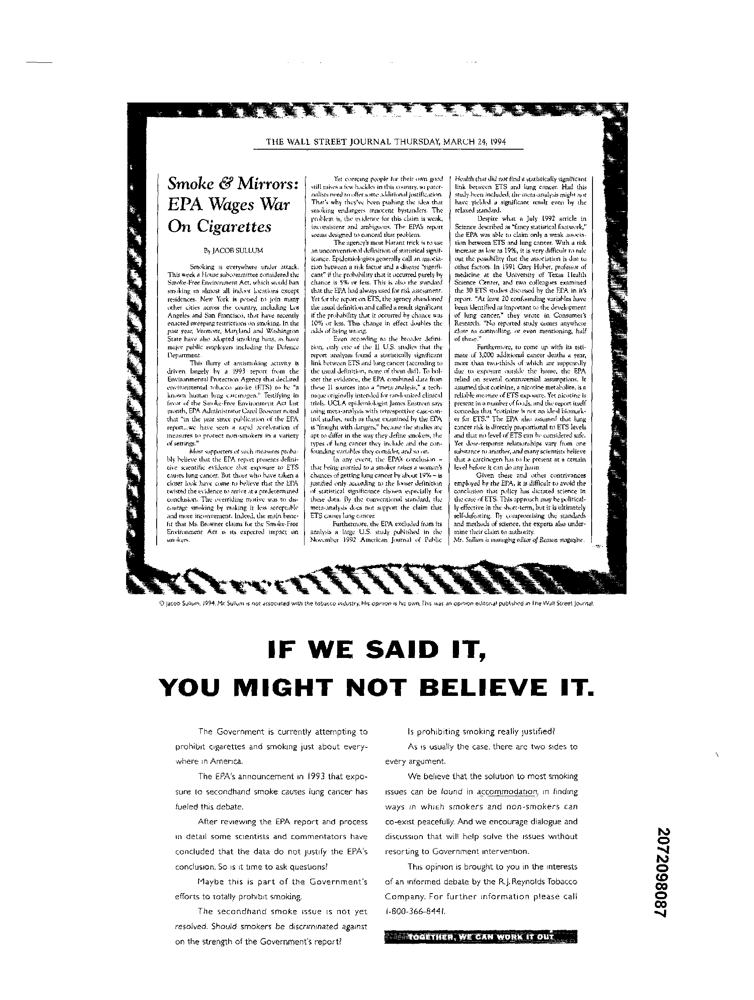 THE WALL STREET JOURNAL THURSDAY, MARCH 24, 1994
Smoke & Mirrors:
EPA Wages War
On Cigarettes
By JACOB SULLUM
Smoking is everywhere under attack.
This week a House subcommittee considered the
Smoke-Free Environment Act, which would ban
smoking in almost all indoor locations except
residences. New York is poised to join many
other cities across the country, including Los
Angeles and San Francisco, that have recently
enacted sweeping restrictions on smoking. In the
past year, Vermont, Maryland and Washington
State have also adopted smoking bans, as have
major public employers including the Defense
Department.
This flurry of antismoking activity is
driven largely by a 1993 report from the
Environmental Protection Agency that declared
environmental tobacco smoke (ETS) to be "a
known human lung carcinogen." Testifying in
favor of the Smoke-Free Environment Act last
month, EPA Administrator Carol Browner noted
that "in the year since publication of the EPA
report...we have seen a rapid acceleration of
measures to protect non-smokers in a variety
of settings."
Most supporters of such measures proba-
bly believe that the EPA report presents defini-
tive scientific evidence that exposure to ETS
causes lung cancer. But those who have taken a
closer look have come to believe that the EPA
twisted the evidence to arrive at a predetermined
conclusion. The overriding motive was to dis-
courage smoking by making it less acceptable
and more inconvenient. Indeed, the main bene-
fit that Ms. Browner claims for the Smoke-Free
Environment Act is its expected impact on
smokers.
Yet coercing people for their own good
still raises a few hackles in this country, so pater-
nalists need to offer some additional justification.
That's why they've been pushing the idea that
smoking endangers innocent bystanders. The
problem is, the evidence for this claim is weak,
inconsistent and ambiguous. The EPA's report
seems designed to conceal that problem.
The agency's most blatant trick is to use
an unconventional definition of statistical signif-
icance. Epidemiologists generally call an associa-
tion between a risk factor and a disease "signifi-
cant" if the probability that it occurred purely by
chance is 5% or less. This is also the standard
that the EPA had always used for risk assessment.
Yet for the report on ETS, the agency abandoned
the usual definition and called a result significant
if the probability that it occurred by chance was
10% or less. This change in effect doubles the
odds of being wrong.
Even according to the broader defini-
tion, only one of the 11 U.S. studies that the
report analyzes found a statistically significant
link between ETS and lung cancer (according to
the usual definition, none of them did). To bol-
ster the evidence, the EPA combined data from
these 11 sources into a "meta-analysis," a tech-
nique originally intended for randomized clinical
trials. UCLA epidemiologist James Enstrom says
using meta-analysis with retrospective case-con-
trol studies, such as those examined by the EPA
is "fraught with dangers," because the studies are
apt to differ in the way they define smokers, the
types of lung cancer they include and the con-
founding variables they consider, and so on.
In any event, the EPA's conclusion –
that being married to a smoker raises a woman's
chances of getting lung cancer by about 19% – is
justified only according to the looser definition
of statistical significance chosen especially for
these data. By the conventional standard, the
meta-analysis does not support the claim that
ETS causes lung cancer.
Furthermore, the EPA excluded from its
analysis a large U.S. study published in the
November 1992 American Journal of Public
Health that did not find a statistically significant
link between ETS and lung cancer. Had this
study been included, the meta-analysis might not
have yielded a significant result even by the
relaxed standard.
Despite what a July 1992 article in
Science described as "fancy statistical footwork,"
the EPA was able to claim only a weak associa-
tion between ETS and lung cancer. With a risk
increase as low as 19%, it is very difficult to rule
out the possibility that the association is due to
other factors. In 1991 Gary Huber, professor of
medicine at the University of Texas Health
Science Center, and two colleagues examined
the 30 ETS studies discussed by the EPA in its
report. "At least 20 confounding variables have
been identified as important to the development
of lung cancer," they wrote in Consumer's
Research. "No reported study comes anywhere
close to controlling, or even mentioning, half
of these."
Furthermore, to come up with its esti-
mate of 3,000 additional cancer deaths a year,
more than two-thirds of which are supposedly
due to exposure outside the home, the EPA
relied on several controversial assumptions. It
assumed that cotinine, a nicotine metabolite, is a
reliable measure of ETS exposure. Yet nicotine is
present in a number of foods, and the report itself
concedes that "cotinine is not an ideal biomark-
er for ETS." The EPA also assumed that lung
cancer risk is directly proportional to ETS levels
and that no level of ETS can be considered safe.
Yet dose-response relationships vary from one
substance to another, and many scientists believe
that a carcinogen has to be present at a certain
level before it can do any harm.
Given these and other contrivances
employed by the EPA, it is difficult to avoid the
conclusion that policy has dictated science in
the case of ETS. This approach may be political-
ly effective in the short-term, but it is ultimately
self-defeating. By compromising the standards
and methods of science, the experts also under-
mine their claim to authority.
Mr. Sullum is managing editor of Reason magazine.
© Jacob Sullum, 1994. Mr. Sullum is not associated with the tobacco industry. His opinion is his own. This was an opinion editorial published in The Wall Street Journal.
IF WE SAID IT,
YOU MIGHT NOT BELIEVE IT.
The Government is currently attempting to
prohibit cigarettes and smoking just about every-
where in America.
The EPA's announcement in 1993 that expo-
sure to secondhand smoke causes lung cancer has
fueled this debate.
After reviewing the EPA report and process
in detail some scientists and commentators have
concluded that the data do not justify the EPA's
conclusion. So is it time to ask questions?
Maybe this is part of the Government's
efforts to totally prohibit smoking.
The secondhand smoke issue is not yet
resolved. Should smokers be discriminated against
on the strength of the Government's report?
Is prohibiting smoking really justified?
As is usually the case, there are two sides to
every argument.
We believe that the solution to most smoking
issues can be found in accommodation, in finding
ways in which smokers and non-smokers can
co-exist peacefully. And we encourage dialogue and
discussion that will help solve the issues without
resorting to Government intervention.
This opinion is brought to you in the interests
of an informed debate by the R.J. Reynolds Tobacco
Company. For further information please call
1-800-366-8441.
TOGETHER, WE CAN WORK IT OUT
2072098087